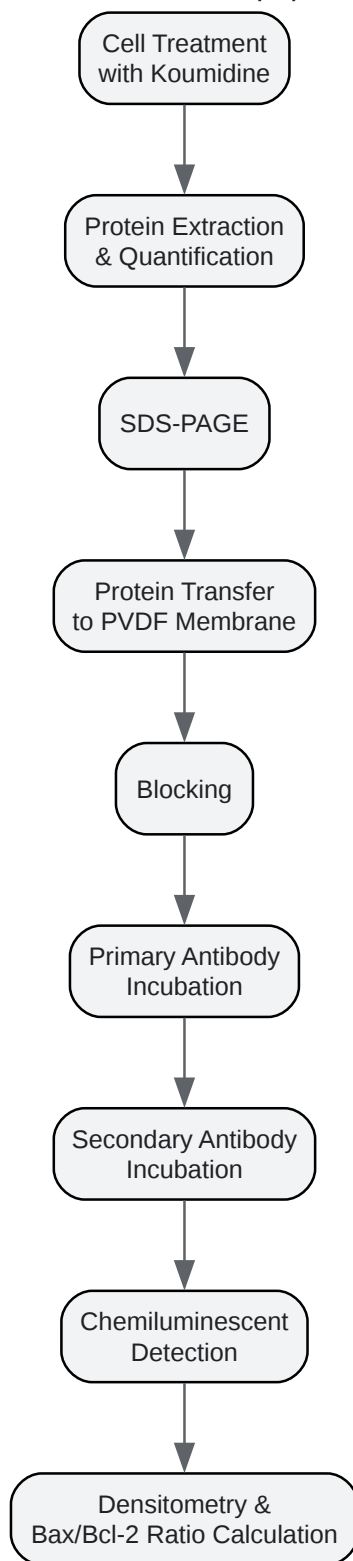 Cell Treatment
with Koumidine
Protein Extraction
& Quantification
SDS-PAGE
Protein Transfer
to PVDF Membrane
Blocking
Primary Antibody
Incubation
Secondary Antibody
Incubation
Chemiluminescent
Detection
Densitometry &
Bax/Bcl-2 Ratio Calculation